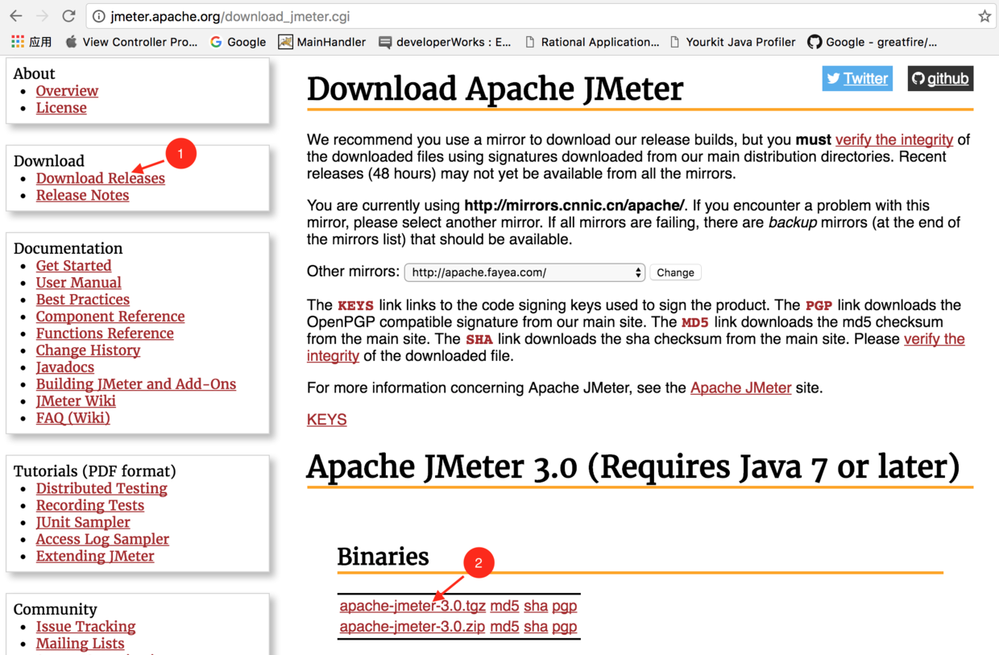 jmeter.apache.org/download_jmeter.cgi
应用 View Controller Pro... Google MainHandler developerWorks : E... Rational Application... Yourkit Java Profiler Google - greatfire/...
About
Overview
License
Download
1
Download Releases
Release Notes
Documentation
Get Started
User Manual
Best Practices
Component Reference
Functions Reference
Change History
Javadocs
Building JMeter and Add-Ons
JMeter Wiki
FAQ (Wiki)
Tutorials (PDF format)
Distributed Testing
Recording Tests
JUnit Sampler
Access Log Sampler
Extending JMeter
Community
Issue Tracking
Mailing Lists
Twitter github
Download Apache JMeter
We recommend you use a mirror to download our release builds, but you must verify the integrity of
the downloaded files using signatures downloaded from our main distribution directories. Recent
releases (48 hours) may not yet be available from all the mirrors.
You are currently using http://mirrors.cnnic.cn/apache/. If you encounter a problem with this
mirror, please select another mirror. If all mirrors are failing, there are backup mirrors (at the end of
the mirrors list) that should be available.
Other mirrors: http://apache.fayea.com/ Change
The KEYS link links to the code signing keys used to sign the product. The PGP link downloads the
OpenPGP compatible signature from our main site. The MD5 link downloads the md5 checksum
from the main site. The SHA link downloads the sha checksum from the main site. Please verify the
integrity of the downloaded file.
For more information concerning Apache JMeter, see the Apache JMeter site.
KEYS
Apache JMeter 3.0 (Requires Java 7 or later)
Binaries
2
apache-jmeter-3.0.tgz md5 sha pgp
apache-jmeter-3.0.zip md5 sha pgp